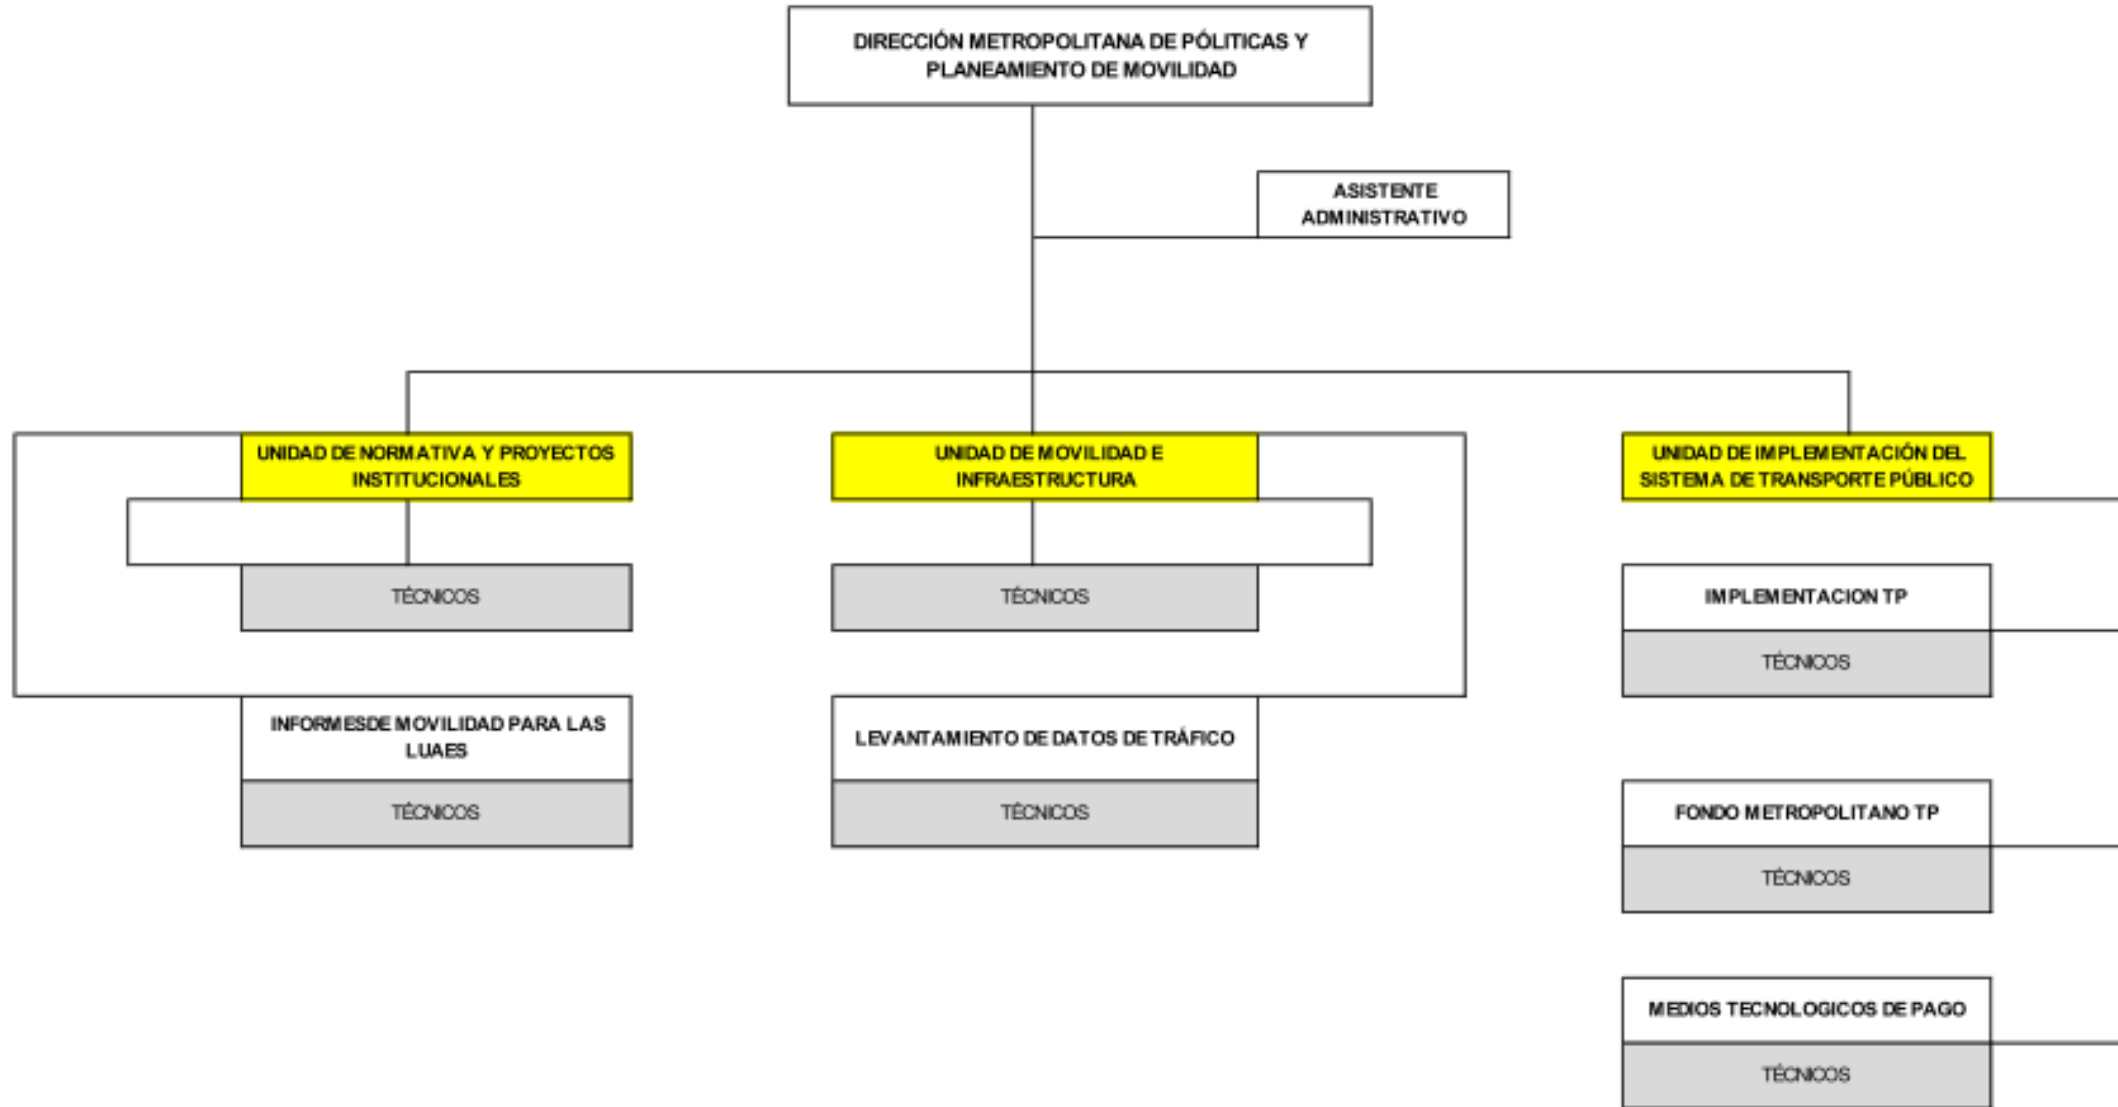 DIRECCIÓN METROPOLITANA DE PÓLITICAS Y
PLANEAMIENTO DE MOVILIDAD
ASISTENTE
ADMINISTRATIVO
UNIDAD DE NORMATIVA Y PROYECTOS
INSTITUCIONALES
TÉCNICOS
INFORMESDE MOVILIDAD PARA LAS
LUAES
TÉCNICOS
UNIDAD DE MOVILIDAD E
INFRAESTRUCTURA
TÉCNICOS
LEVANTAMIENTO DE DATOS DE TRÁFICO
TÉCNICOS
UNIDAD DE IMPLEMENTACIÓN DEL
SISTEMA DE TRANSPORTE PÚBLICO
IMPLEMENTACION TP
TÉCNICOS
FONDO METROPOLITANO TP
TÉCNICOS
MEDIOS TECNOLOGICOS DE PAGO
TÉCNICOS